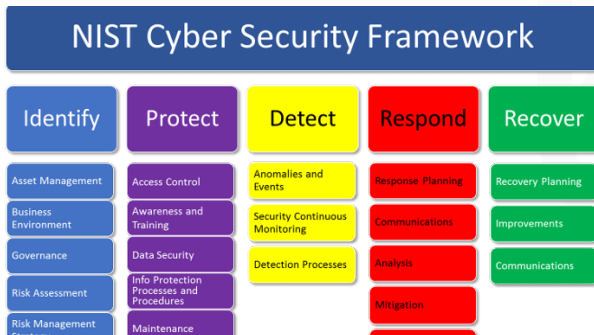 NIST Cyber Security Framework
Identify
Protect
Detect
Respond
Recover
Asset Management
Business
Environment
Governance
Risk Assessment
Risk Management
Access Control
Awareness and
Training
Data Security
Info Protection
Processes and
Procedures
Maintenance
Anomalies and
Events
Security Continuous
Monitoring
Detection Processes
Response Planning
Communications
Analysis
Mitigation
Recovery Planning
Improvements
Communications